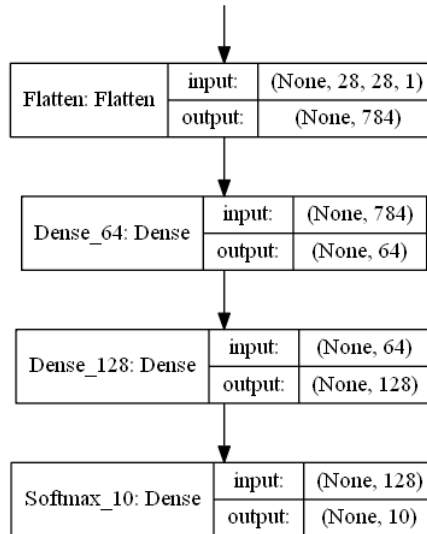 Flatten: Flatten
input: (None, 28, 28, 1)
output: (None, 784)
Dense_64: Dense
input: (None, 784)
output: (None, 64)
Dense_128: Dense
input: (None, 64)
output: (None, 128)
Softmax_10: Dense
input: (None, 128)
output: (None, 10)